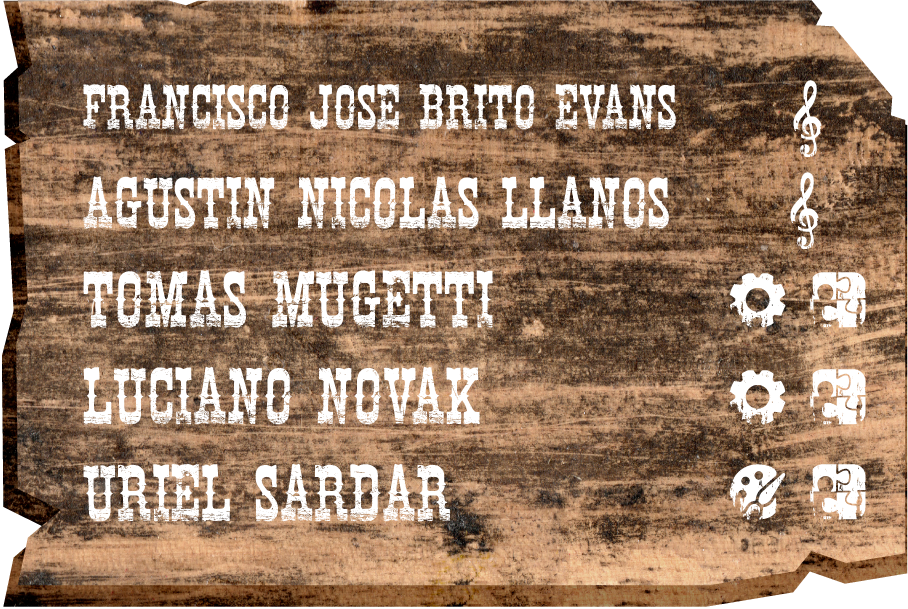 FRANCISCO JOSE BRITO EVANS
AGUSTIN NICOLAS LLANOS
TOMAS MUGETTI
LUCIANO NOVAK
URIEL SARDAR